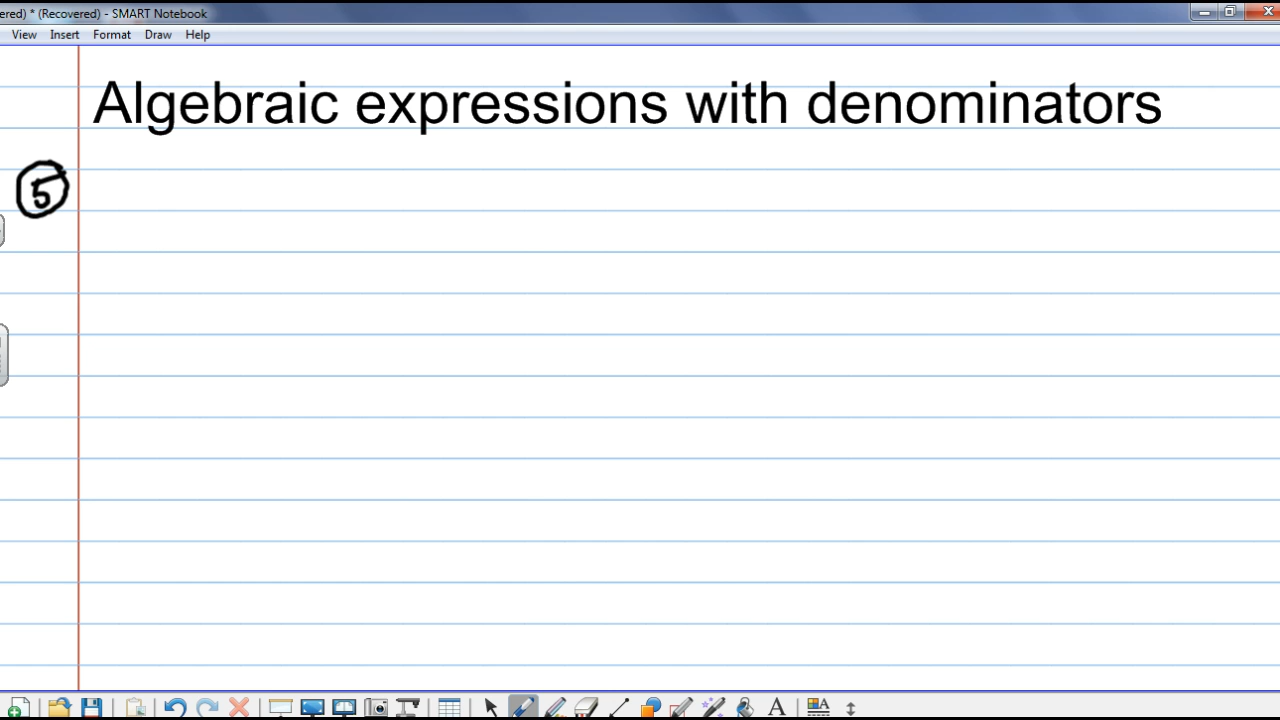 ered) * (Recovered) - SMART Notebook
View Insert Format Draw Help
Algebraic expressions with denominators
5
A
A